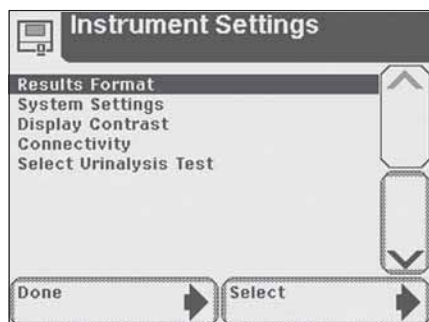 Instrument Settings
Results Format
System Settings
Display Contrast
Connectivity
Select Urinalysis Test
Done
Select